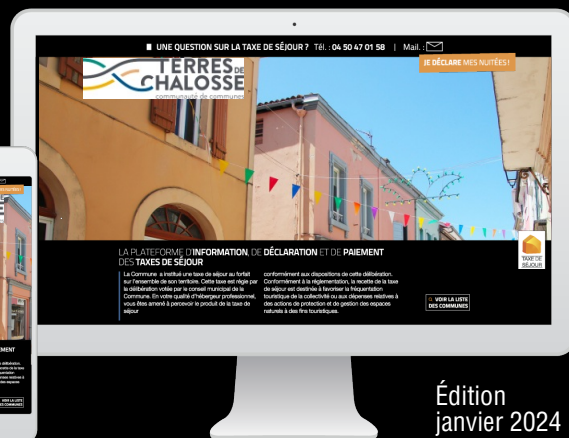 ■ UNE QUESTION SUR LA TAXE DE SÉJOUR ? Tél. : 04 50 47 01 58 | Mail. :
JE DÉCLARE MES NUITÉES !
TERRES DE
CHALOSSE
communauté de communes
LA PLATEFORME D'INFORMATION, DE DÉCLARATION ET DE PAIEMENT
DES TAXES DE SÉJOUR
La Commune a institué une taxe de séjour au forfait
sur l'ensemble de son territoire. Cette taxe est régie par
la délibération votée par le conseil municipal de la
Commune. En votre qualité d'hébergeur professionnel,
vous êtes amené à percevoir le produit de la taxe de
séjour
conformément aux dispositions de cette délibération.
Conformément à la règlementation, la recette de la taxe
de séjour est destinée à favoriser la fréquentation
touristique de la collectivité ou aux dépenses relatives à
des actions de protection et de gestion des espaces
naturels à des fins touristiques.
TAXE DE
SÉJOUR
VOIR LA LISTE
DES COMMUNES
VOIR LA LISTE
DES COMMUNES
Édition
janvier 2024